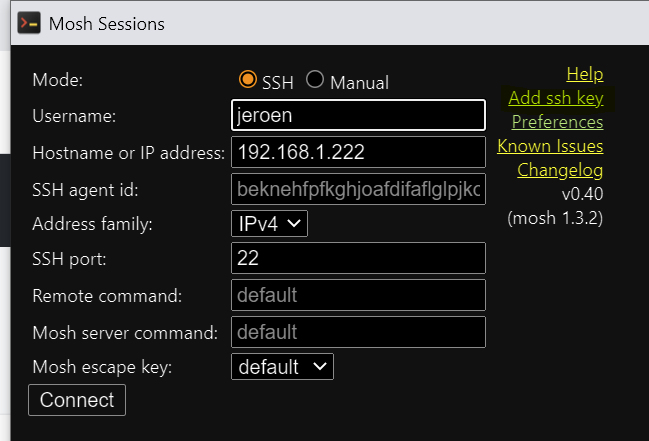 Mosh Sessions
Mode: SSH Manual
Help
Add ssh key
Username: jeroen
Preferences
Hostname or IP address: 192.168.1.222
Known Issues
Changelog
SSH agent id:
v0.40
Address family: IPv4
(mosh 1.3.2)
SSH port: 22
Remote command: default
Mosh server command: default
Mosh escape key: default
Connect